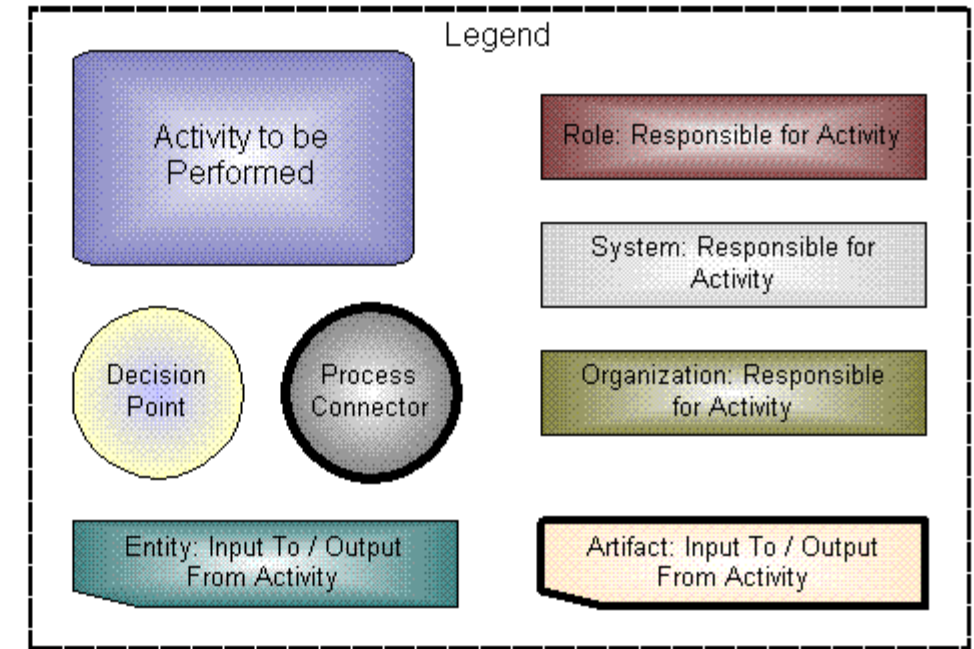 Legend
Activity to be
Performed
Role: Responsible for Activity
System: Responsible for
Activity
Decision
Point
Process
Connector
Organization: Responsible
for Activity
Entity: Input To / Output
From Activity
Artifact: Input To / Output
From Activity